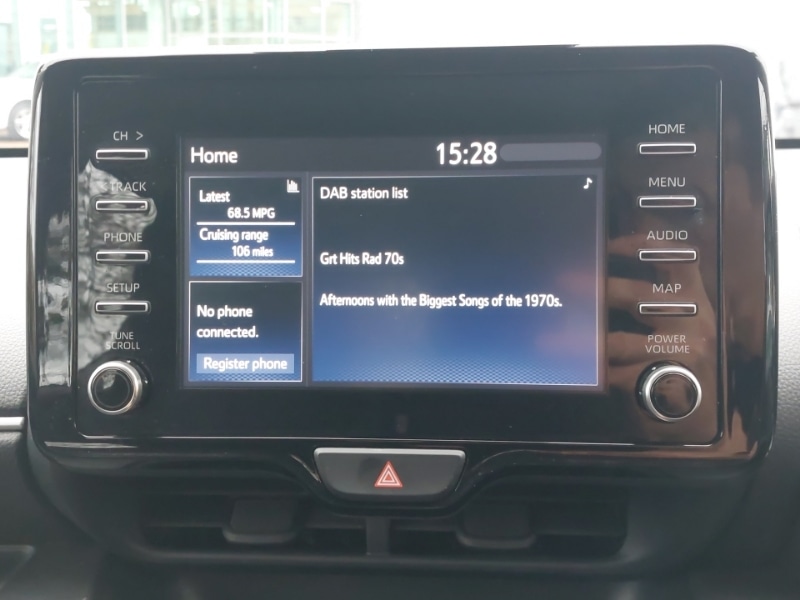 CH >
TRACK
PHONE
SETUP
TUNE
SCROLL
Home
15:28
Latest
68.5 MPG
Cruising range
106 miles
No phone
connected.
Register phone
DAB station list
Grt Hits Rad 70s
Afternoons with the Biggest Songs of the 1970s.
HOME
MENU
AUDIO
MAP
POWER
VOLUME